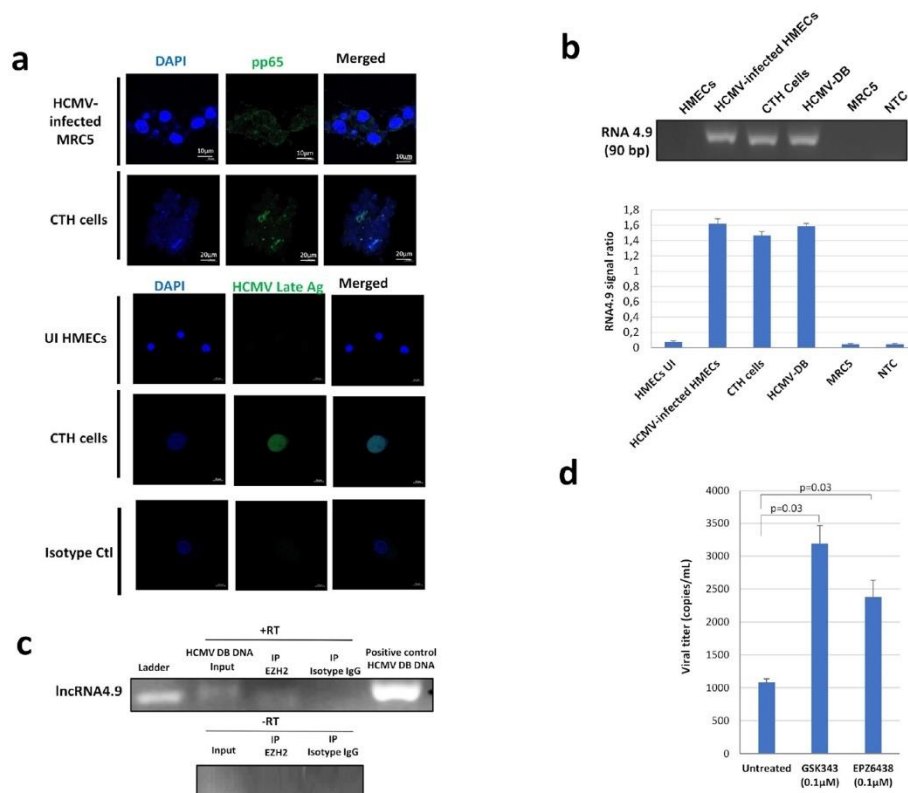 a
DAPI pp65 Merged
HCMV-
infected
MRC5
10μm 10μm 10μm
CTH cells
20μm 20μm 20μm
DAPI HCMV Late Ag Merged
UI HMECs
CTH cells
Isotype Ctl
b
HMECs HCMV-infected HMECs CTH Cells HCMV-DB MRC5 NTC
RNA 4.9
(90 bp)
RNA4.9 signal ratio
1,8
1,6
1,4
1,2
1
0,8
0,6
0,4
0,2
0
HMECs UI HCMV-infected HMECs CTH cells HCMV-DB MRC5 NTC
c
+RT
Ladder
HCMV DB DNA
Input
IP
EZH2
IP
Isotype IgG
Positive control
HCMV DB DNA
lncRNA4.9
-RT
Input
IP
EZH2
IP
Isotype IgG
d
Viral titer (copies/mL)
4000
3500
3000
2500
2000
1500
1000
500
0
p=0.03
p=0.03
Untreated
GSK343
(0.1μM)
EPZ6438
(0.1μM)